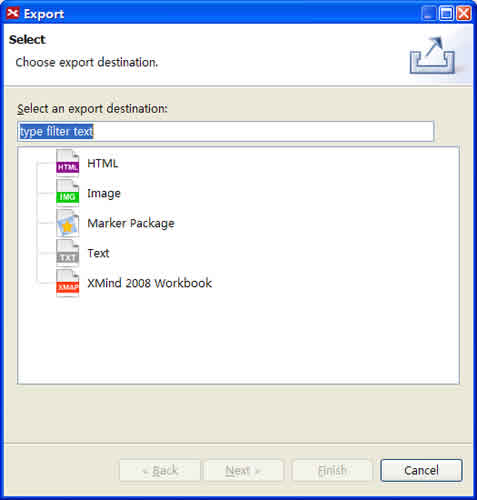 Export
Select
Choose export destination.
Select an export destination:
type filter text
HTML HTML
IMG Image
Marker Package
TXT Text
XMAP XMind 2008 Workbook
< Back Next > Finish Cancel